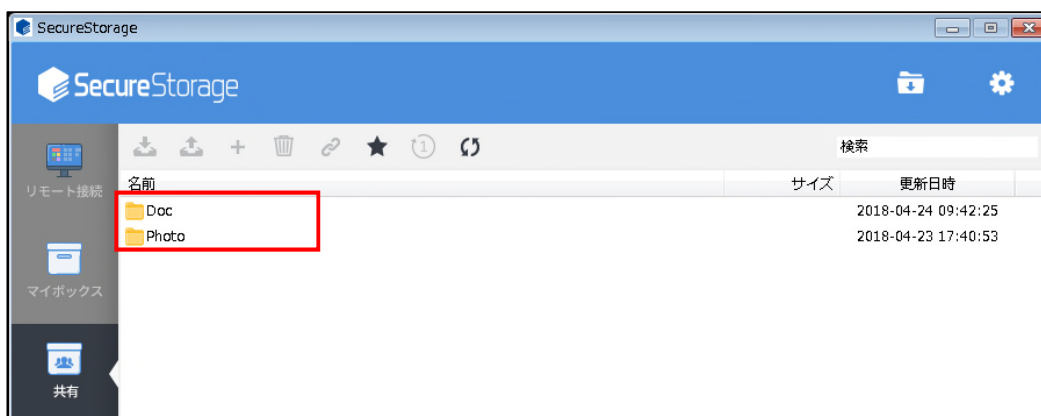 SecureStorage
SecureStorage
リモート接続
マイボックス
共有
1
検索
名前 サイズ 更新日時
Doc 2018-04-24 09:42:25
Photo 2018-04-23 17:40:53